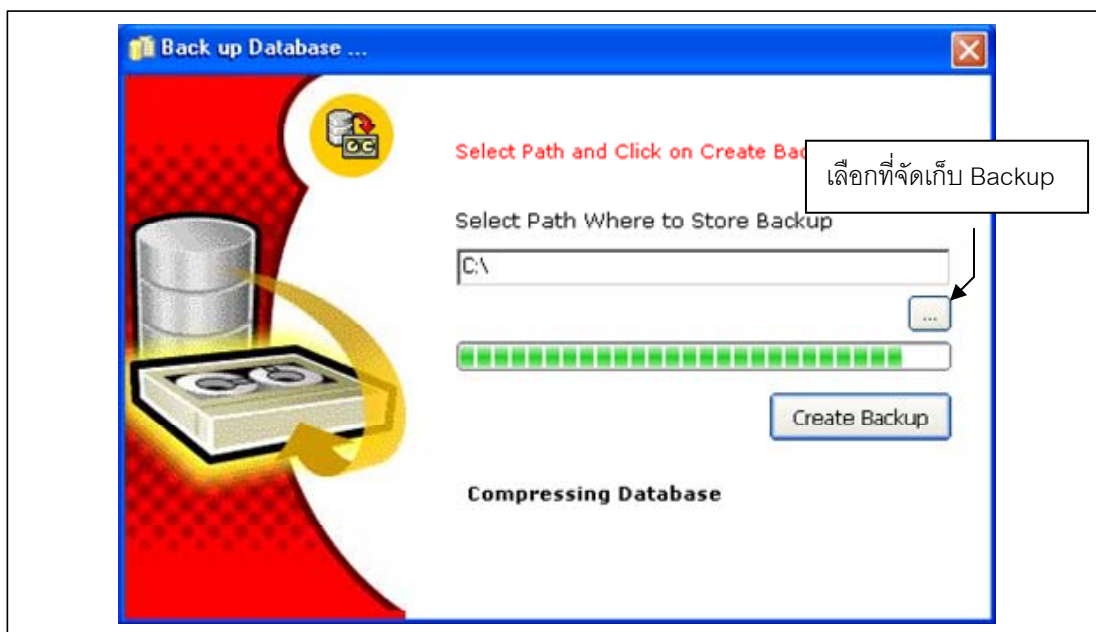 Back up Database ...
Select Path and Click on Create
เลือกที่จัดเก็บ Backup
Select Path Where to Store Backup
C:\
...
Create Backup
Compressing Database